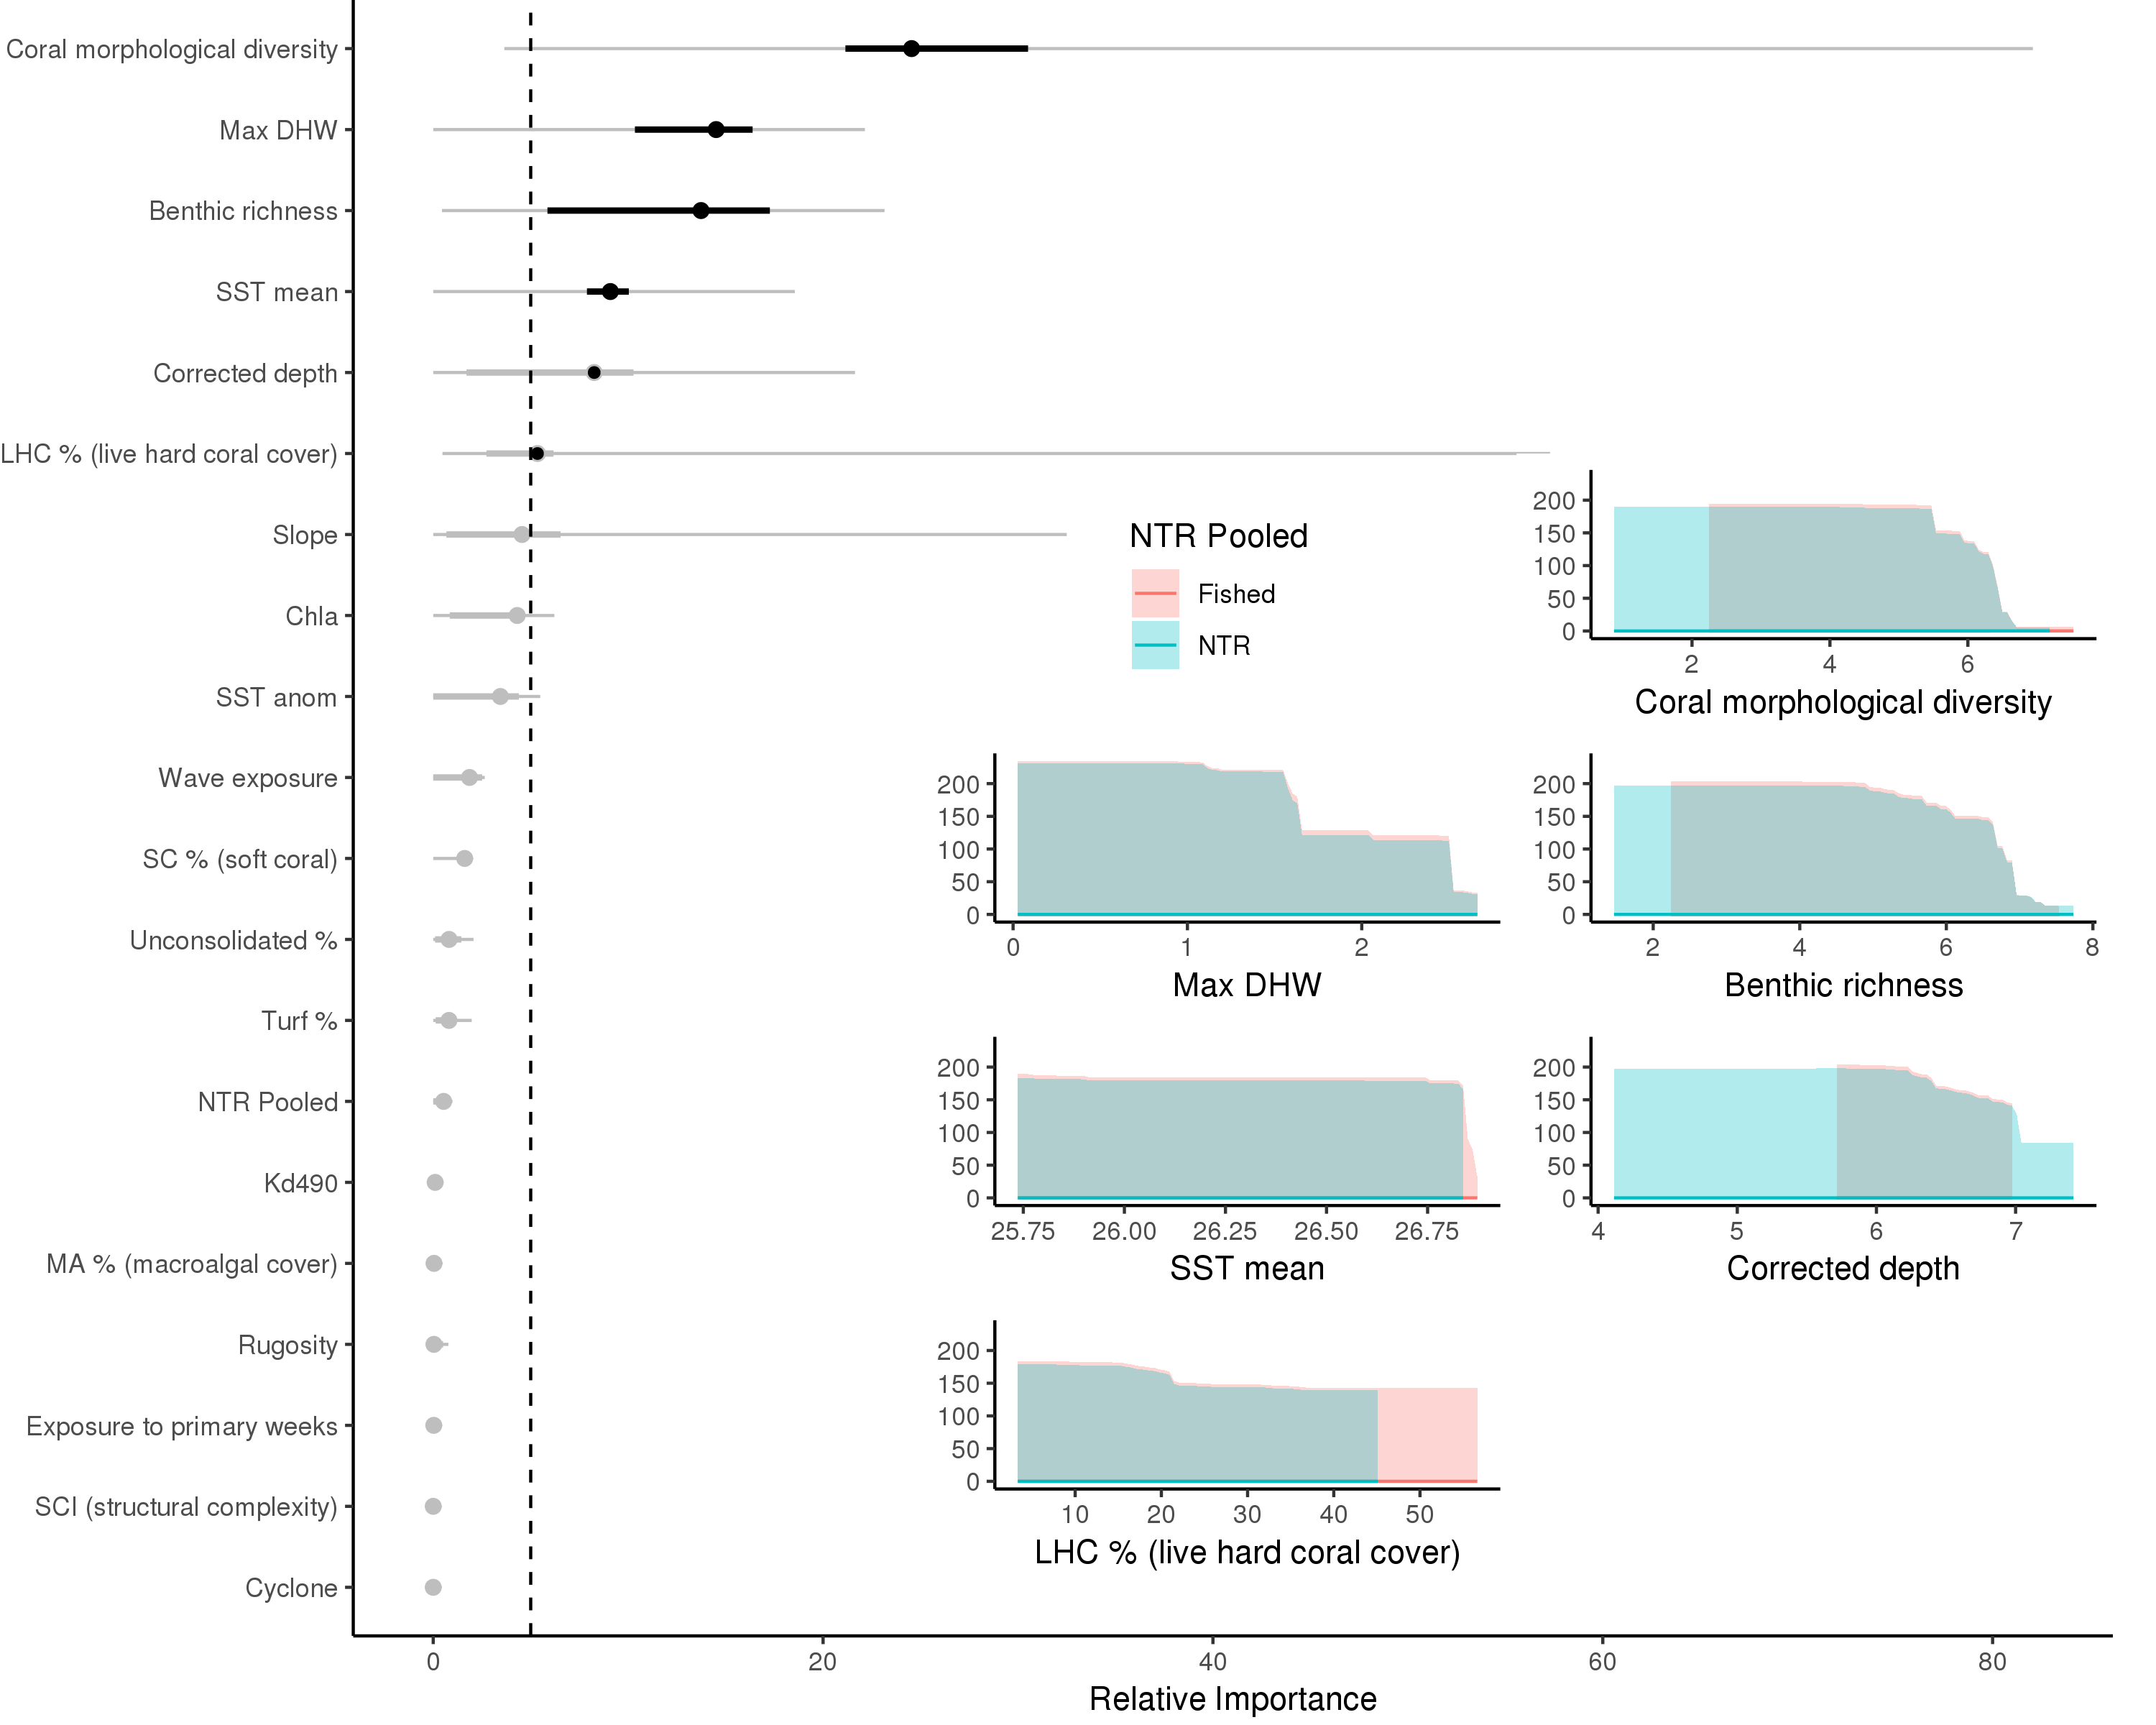 Coral morphological diversity
Max DHW
Benthic richness
SST mean
Corrected depth
LHC % (live hard coral cover)
Slope
Chla
SST anom
Wave exposure
SC % (soft coral)
Unconsolidated %
Turf %
NTR Pooled
Kd490
MA % (macroalgal cover)
Rugosity
Exposure to primary weeks
SCI (structural complexity)
Cyclone
0 20 40 60 80
Relative Importance
NTR Pooled
Fished
NTR
200
150
100
50
0
2 4 6
Coral morphological diversity
200
150
100
50
0
0 1 2
Max DHW
200
150
100
50
0
2 4 6 8
Benthic richness
200
150
100
50
0
25.75 26.00 26.25 26.50 26.75
SST mean
200
150
100
50
0
4 5 6 7
Corrected depth
200
150
100
50
0
10 20 30 40 50
LHC % (live hard coral cover)